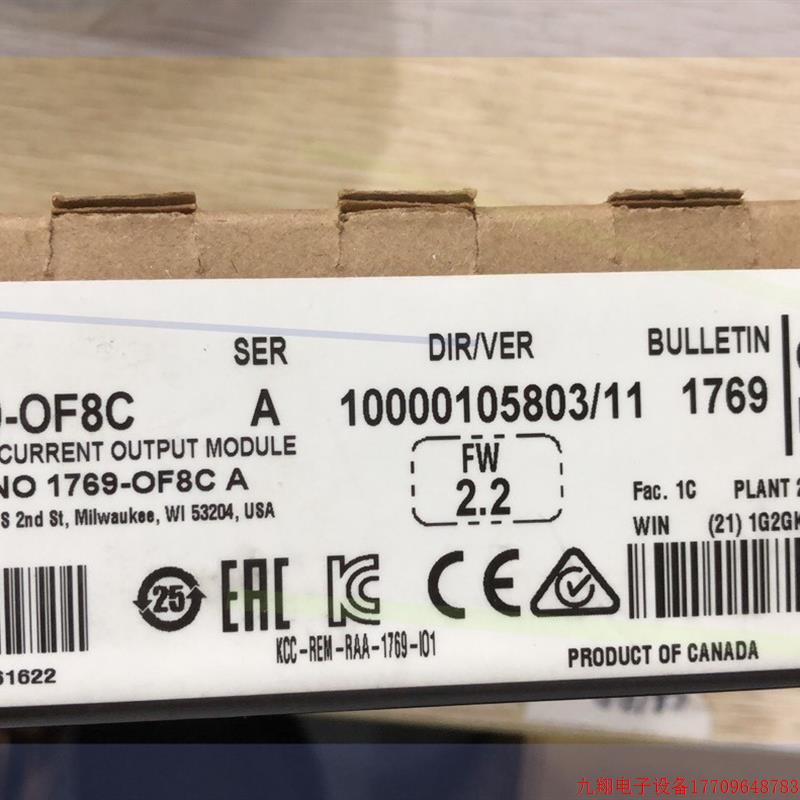 SER DIR/VER BULLETIN
-OF8C A 10000105803/11 1769
CURRENT OUTPUT MODULE
NO 1769-OF8C A
FW
2.2
S 2nd St, Milwaukee, WI 53204, USA
Fac. 1C PLANT 2
WIN (21) 1G2GK
25 EAC KC CE
KCC-REM-RAA-1769-IO1
PRODUCT OF CANADA
61622
九翔电子设备17709648783